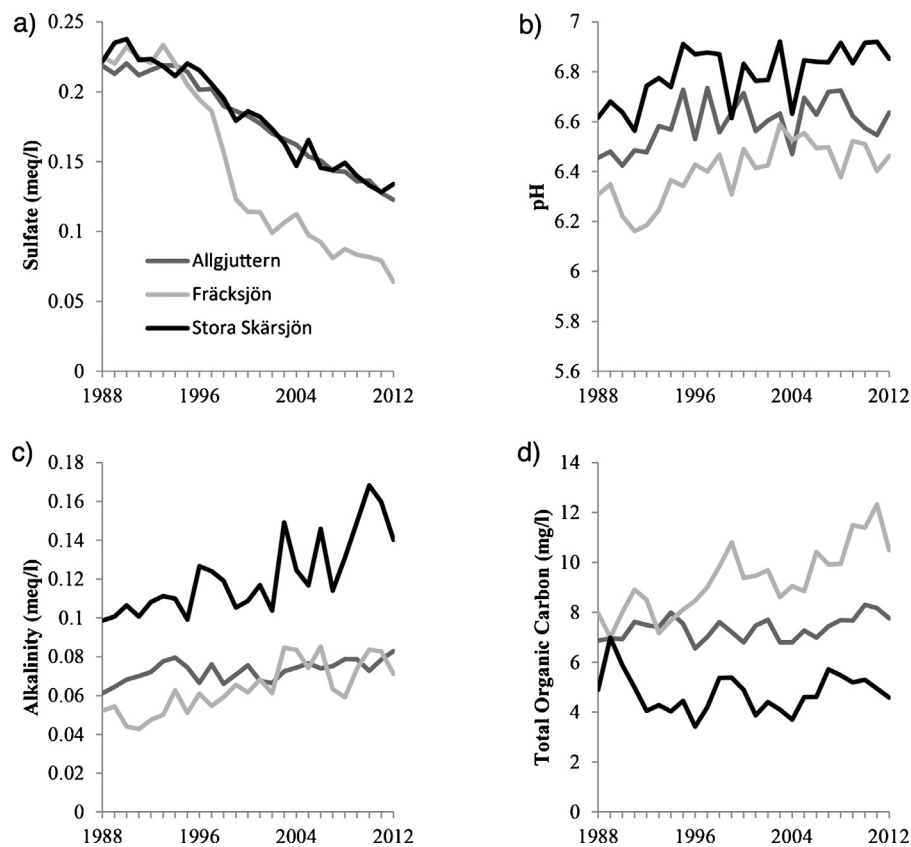 a)
0.25
0.2
0.15
0.1
0.05
0
Sulfate (meq/l)
Allgjuttern
Fräcksjön
Stora Skärsjön
1988 1996 2004 2012
b)
7
6.8
6.6
6.4
6.2
6
5.8
5.6
pH
1988 1996 2004 2012
c)
0.18
0.16
0.14
0.12
0.1
0.08
0.06
0.04
0.02
0
Alkalinity (meq/l)
1988 1996 2004 2012
d)
14
12
10
8
6
4
2
0
Total Organic Carbon (mg/l)
1988 1996 2004 2012